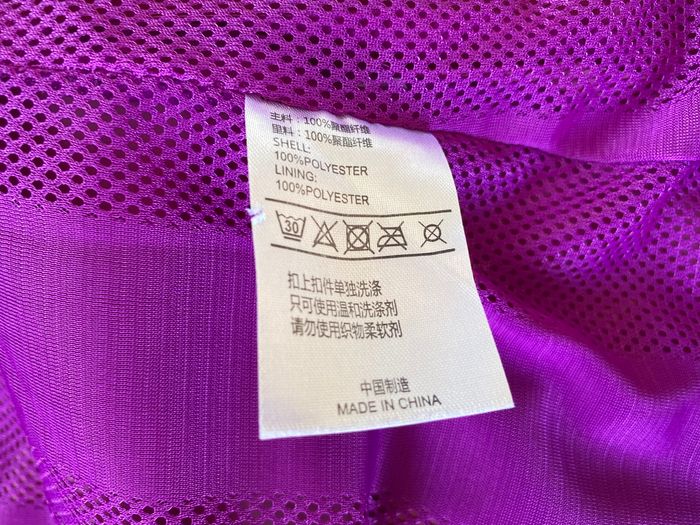 主料：100%聚酯纤维
里料：100%聚酯纤维
SHELL:
100%POLYESTER
LINING:
100%POLYESTER
30
扣上扣件单独洗涤
只可使用温和洗涤剂
请勿使用织物柔软剂
中国制造
MADE IN CHINA